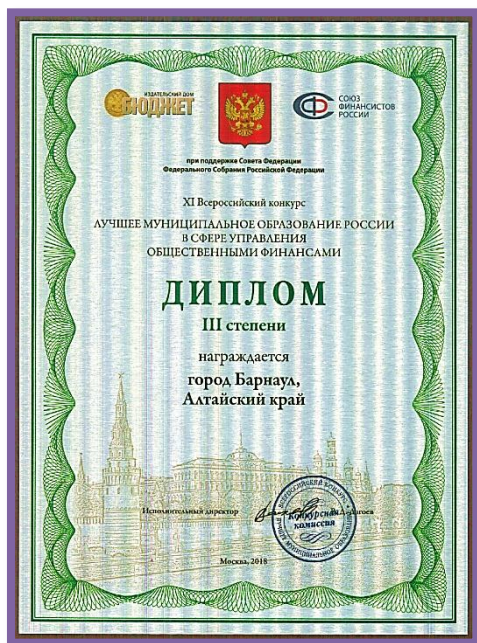 ИЗДАТЕЛЬСКИЙ ДОМ
БЮДЖЕТ
СОЮЗ
ФИНАНСИСТОВ
РОССИИ
при поддержке Совета Федерации
Федерального Собрания Российской Федерации
XI Всероссийский конкурс
ЛУЧШЕЕ МУНИЦИПАЛЬНОЕ ОБРАЗОВАНИЕ РОССИИ
В СФЕРЕ УПРАВЛЕНИЯ
ОБЩЕСТВЕННЫМИ ФИНАНСАМИ
ДИПЛОМ
III степени
награждается
город Барнаул,
Алтайский край
Исполнительный директор
конкурсная
комиссия
Москва, 2018